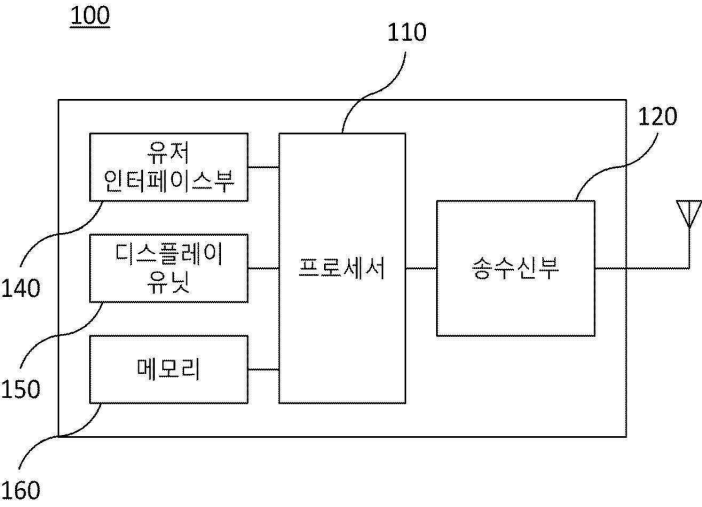 100
110
120
유저
인터페이스부
디스플레이
유닛
메모리
프로세서
송수신부
140
150
160